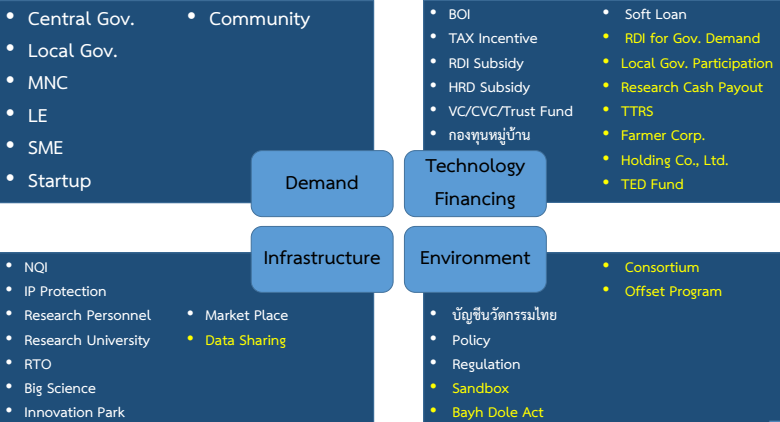 Central Gov.
Local Gov.
MNC
LE
SME
Startup
Community
Demand
BOI
TAX Incentive
RDI Subsidy
HRD Subsidy
VC/CVC/Trust Fund
กองทุนหมู่บ้าน
Soft Loan
RDI for Gov. Demand
Local Gov. Participation
Research Cash Payout
TTRS
Farmer Corp.
Holding Co., Ltd.
TED Fund
Technology
Financing
Infrastructure
NQI
IP Protection
Research Personnel
Research University
RTO
Big Science
Innovation Park
Market Place
Data Sharing
Environment
บัญชีนวัตกรรมไทย
Policy
Regulation
Sandbox
Bayh Dole Act
Consortium
Offset Program